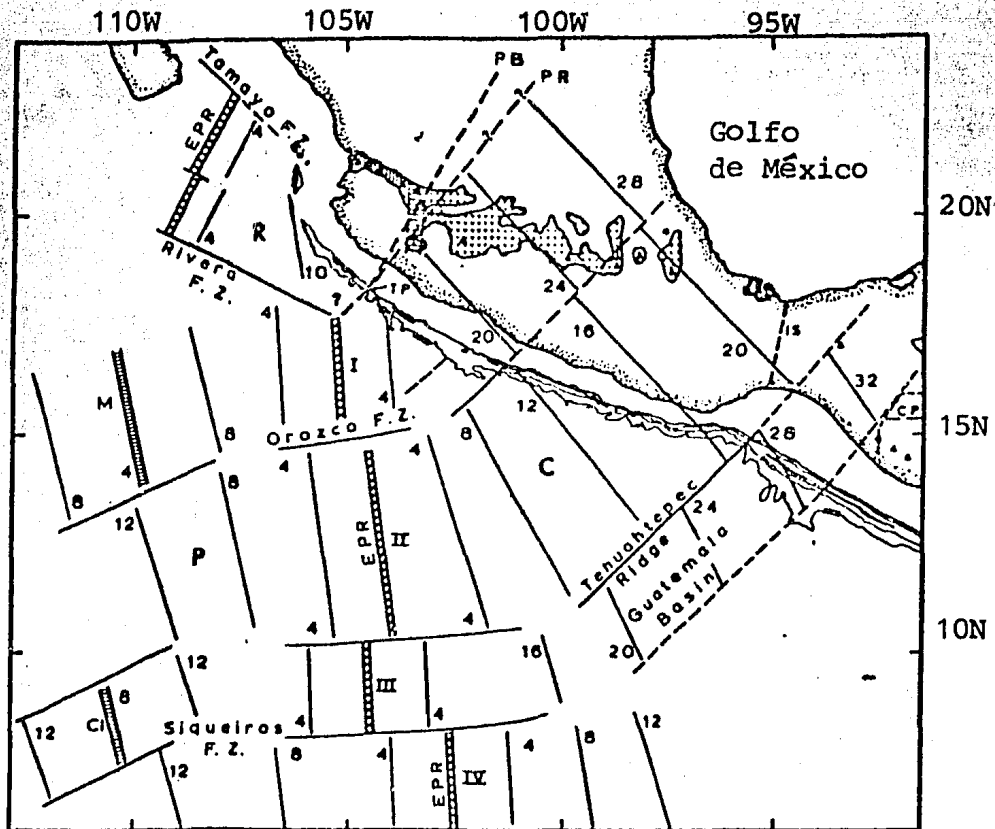 110W 105W 100W 95W
PB
PR
Tamayo F. Z.
EPR
Golfo
de México
A
28
20N
R
A
Rivera
F. Z.
10
?
TP
24
16
20
20
IS
32
4
I
M
4
12
CP
8
Orozco F. Z.
8
28
15N
4
8
4
8
4
4
C
12
EPR
II
Tehuantepec
Ridge
24
P
Guatemala
Basin
4
4
16
20
10N
12
III
12
8
Ci
4
4
12
Siqueiros
F. Z.
12
8
4
EPR
IV
4
8